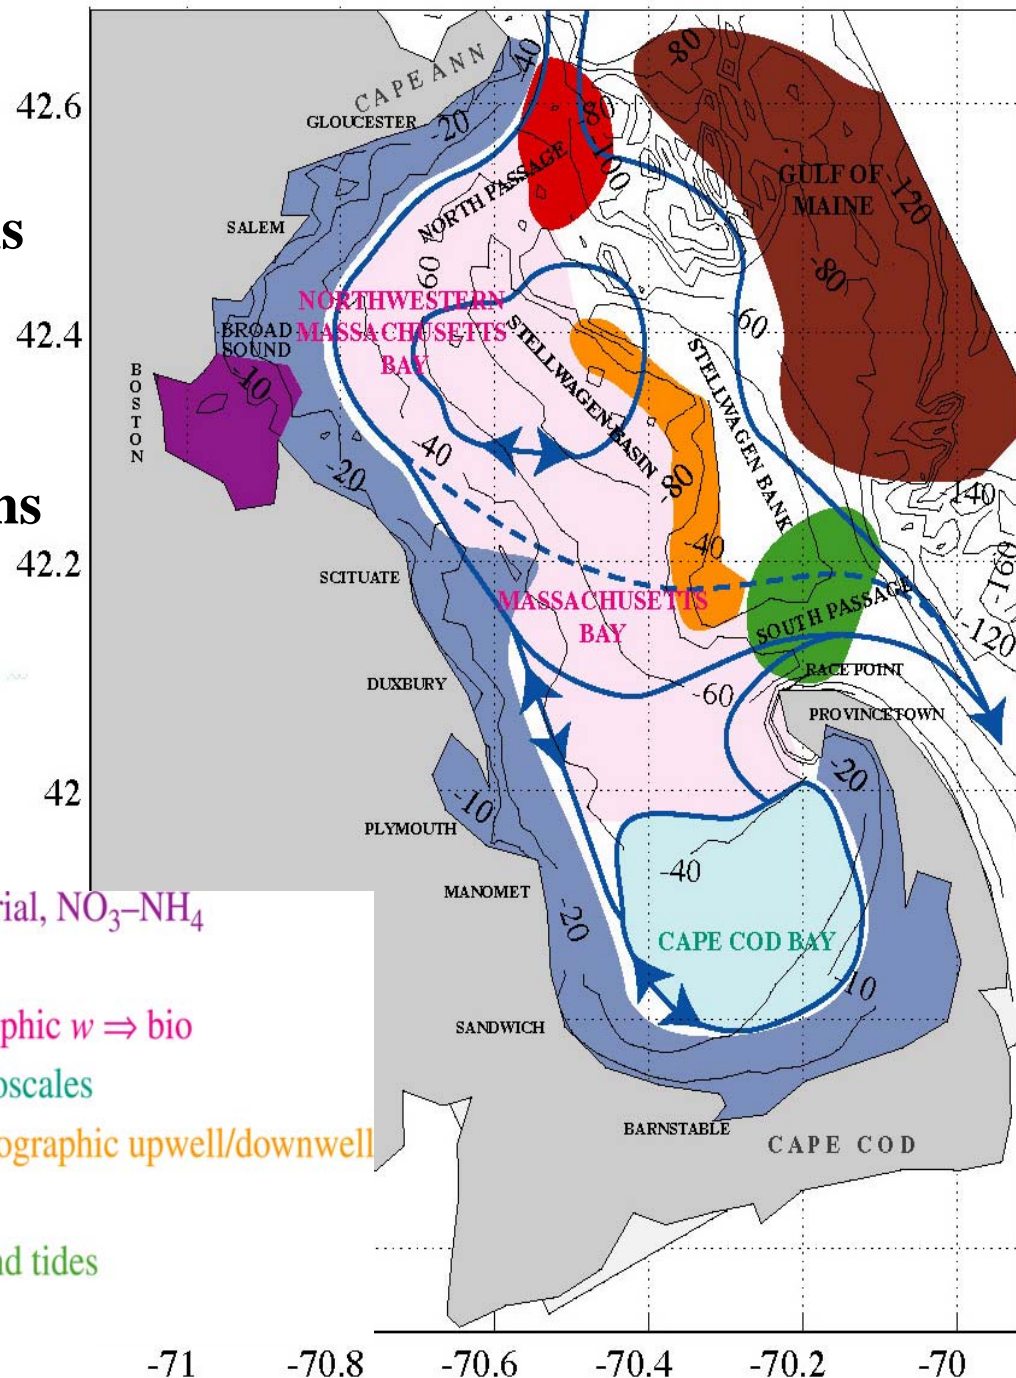 42.6
42.4
42.2
42
-71
-70.8
-70.6
-70.4
-70.2
-70
ns
CAPE ANN
GLOUCESTER
SALEM
NORTH PASSAGE
GULF OF
MAINE
NORTHWESTERN
MASSACHUSETTS
BAY
BROAD
SOUND
BOSTON
STELLWAGEN BASIN
STELLWAGEN BANK
SCITUATE
MASSACHUSETTS
BAY
SOUTH PASSAGE
RACE POINT
PROVINCETOWN
DUXBURY
PLYMOUTH
MANOMET
CAPE COD BAY
SANDWICH
BARNSTABLE
CAPE COD
-40
-20
-80
-80
-100
-120
-80
60
60
-10
-40
-20
-80
-40
140
-160
-120
-60
-20
-10
-40
-20
-10
rial, NO₃–NH₄
phic w ⇒ bio
oscales
ographic upwell/downwell
nd tides